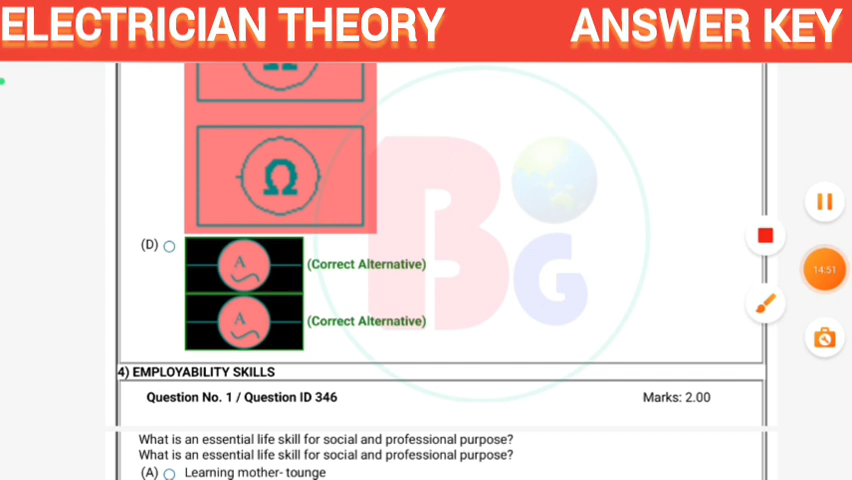 ELECTRICIAN THEORY ANSWER KEY
Ω
Ω
(D)
A (Correct Alternative)
A (Correct Alternative)
B G
14:51
4) EMPLOYABILITY SKILLS
Question No. 1 / Question ID 346 Marks: 2.00
What is an essential life skill for social and professional purpose?
What is an essential life skill for social and professional purpose?
(A) Learning mother- tounge